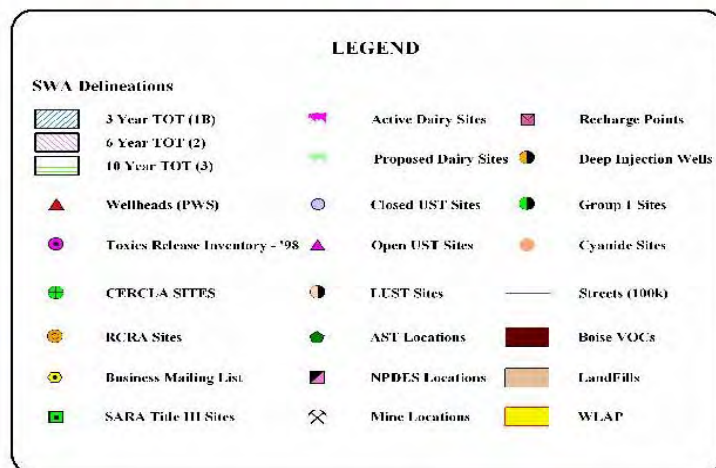 LEGEND
SWA Delineations
3 Year TOT (1B)
6 Year TOT (2)
10 Year TOT (3)
Wellheads (PWS)
Toxics Release Inventory - '98
CERCLA SITES
RCRA Sites
Business Mailing List
SARA Title III Sites
Active Dairy Sites
Proposed Dairy Sites
Closed UST Sites
Open UST Sites
LUST Sites
AST Locations
NPDES Locations
Mine Locations
Recharge Points
Deep Injection Wells
Group 1 Sites
Cyanide Sites
Streets (100k)
Boise VOCs
LandFills
WLAP